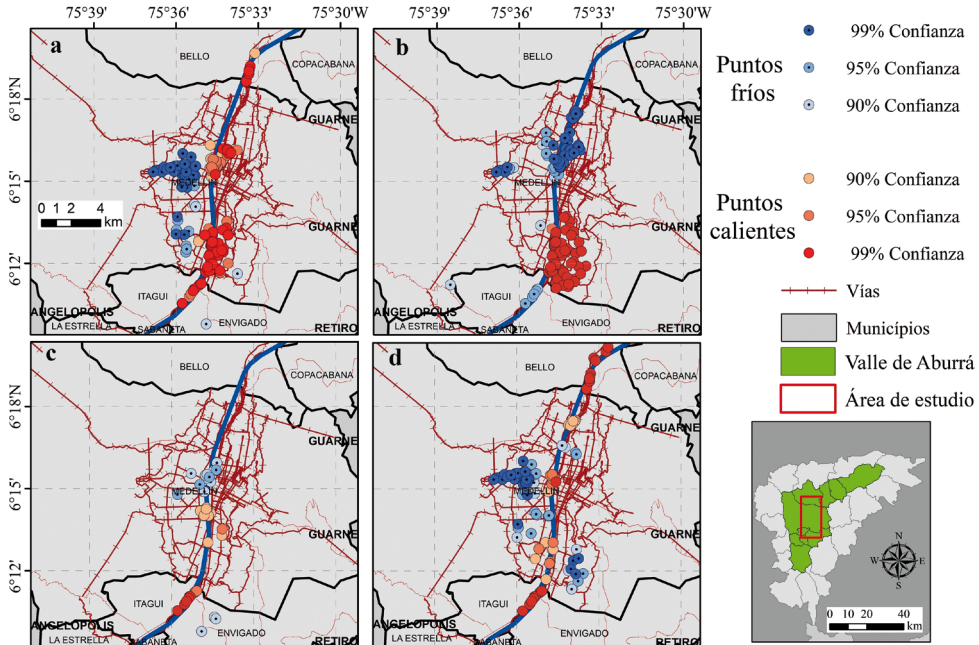 75°39'
75°36'
75°33'
75°39'
75°36'
75°33'
a
BELLO
COPACABANA
GUARNE
MEDELLIN
GUARNE
ITAGUI
ANGELOPOLIS
LA ESTRELLA
SABANETA
ENVIGADO
RETIRO
0 1 2 4
km
6°18'N
6°15'
6°12'
b
BELLO
COPACABANA
GUARNE
MEDELLIN
GUARNE
ITAGUI
ANGELOPOLIS
LA ESTRELLA
SABANETA
ENVIGADO
RETIRO
c
BELLO
COPACABANA
GUARNE
MEDELLIN
GUARNE
ITAGUI
ANGELOPOLIS
LA ESTRELLA
SABANETA
ENVIGADO
RETIRO
6°18'N
6°15'
6°12'
d
BELLO
COPACABANA
GUARNE
MEDELLIN
GUARNE
ITAGUI
ANGELOPOLIS
LA ESTRELLA
SABANETA
ENVIGADO
RETIRO
Puntos
fríos
99% Confianza
95% Confianza
90% Confianza
Puntos
calientes
90% Confianza
95% Confianza
99% Confianza
Vías
Municípios
Valle de Aburrá
Área de estudio
N
W
E
S
0 10 20 40
km